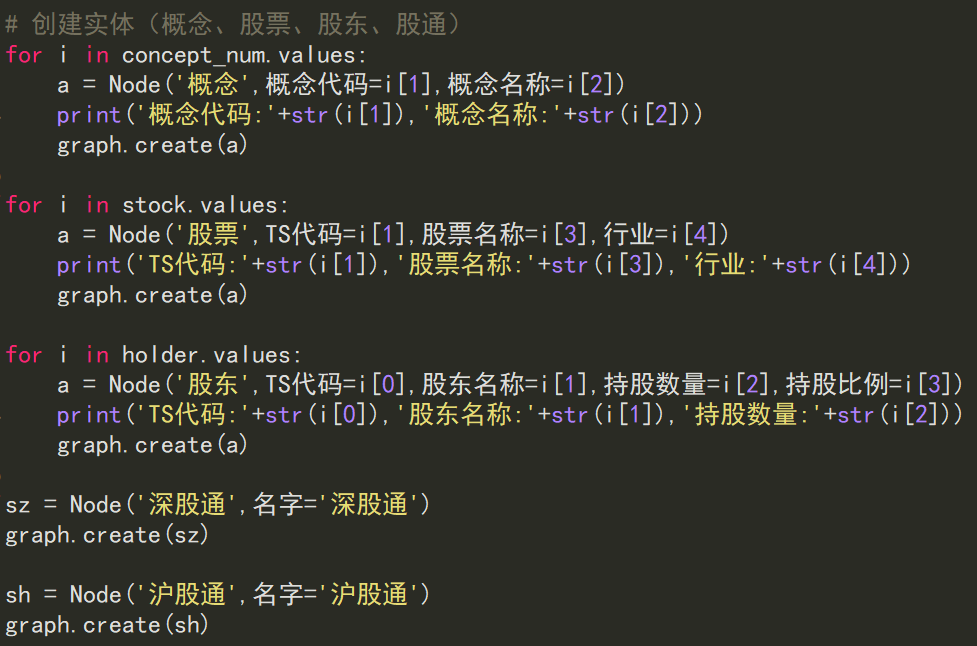 # 创建实体（概念、股票、股东、股通）
for i in concept_num.values:
    a = Node('概念',概念代码=i[1],概念名称=i[2])
    print('概念代码:'+str(i[1]),'概念名称:'+str(i[2]))
    graph.create(a)
for i in stock.values:
    a = Node('股票',TS代码=i[1],股票名称=i[3],行业=i[4])
    print('TS代码:'+str(i[1]),'股票名称:'+str(i[3]),'行业:'+str(i[4]))
    graph.create(a)
for i in holder.values:
    a = Node('股东',TS代码=i[0],股东名称=i[1],持股数量=i[2],持股比例=i[3])
    print('TS代码:'+str(i[0]),'股东名称:'+str(i[1]),'持股数量:'+str(i[2]))
    graph.create(a)
sz = Node('深股通',名字='深股通')
graph.create(sz)
sh = Node('沪股通',名字='沪股通')
graph.create(sh)